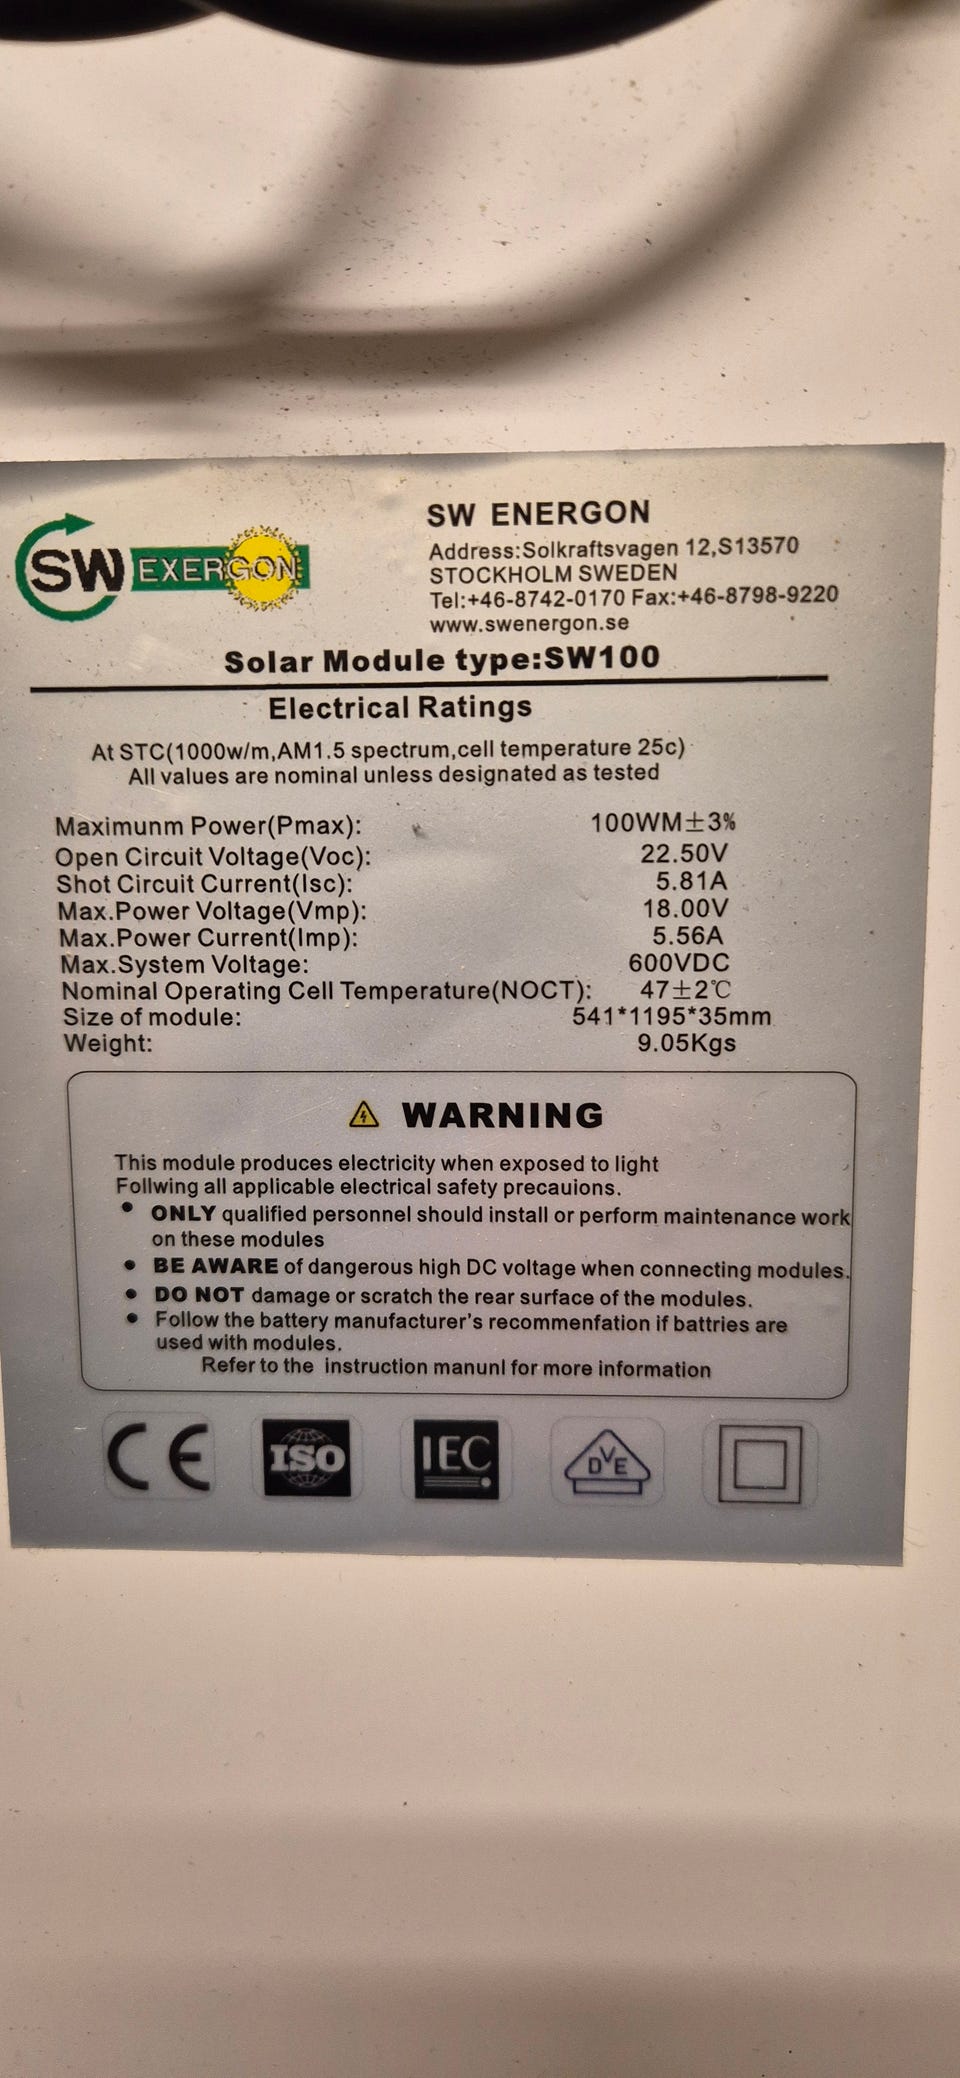 SW EXERGON
SW ENERGON
Address:Solkraftsvagen 12,S13570
STOCKHOLM SWEDEN
Tel:+46-8742-0170 Fax:+46-8798-9220
www.swenergon.se
Solar Module type:SW100
Electrical Ratings
At STC(1000w/m,AM1.5 spectrum,cell temperature 25c)
All values are nominal unless designated as tested
Maximunm Power(Pmax): 100WM±3%
Open Circuit Voltage(Voc): 22.50V
Shot Circuit Current(Isc): 5.81A
Max.Power Voltage(Vmp): 18.00V
Max.Power Current(Imp): 5.56A
Max.System Voltage: 600VDC
Nominal Operating Cell Temperature(NOCT): 47±2℃
Size of module: 541*1195*35mm
Weight: 9.05Kgs
WARNING
This module produces electricity when exposed to light
Follwing all applicable electrical safety precauions.
• ONLY qualified personnel should install or perform maintenance work
on these modules
• BE AWARE of dangerous high DC voltage when connecting modules.
• DO NOT damage or scratch the rear surface of the modules.
• Follow the battery manufacturer's recommenfation if battries are
used with modules.
Refer to the instruction manunl for more information
CE ISO IEC DVE